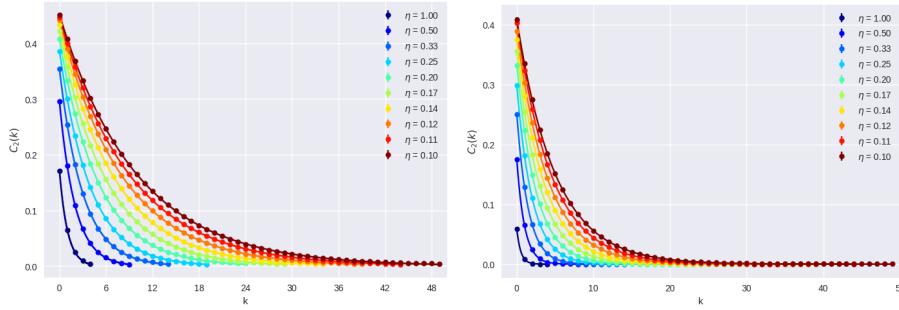 0.4
0.3
0.2
0.1
0.0
C₂(k)
0 6 12 18 24 30 36 42 48
k
η = 1.00
η = 0.50
η = 0.33
η = 0.25
η = 0.20
η = 0.17
η = 0.14
η = 0.12
η = 0.11
η = 0.10
0.4
0.3
0.2
0.1
0.0
C₂(k)
0 10 20 30 40 5
k
η = 1.00
η = 0.50
η = 0.33
η = 0.25
η = 0.20
η = 0.17
η = 0.14
η = 0.12
η = 0.11
η = 0.10